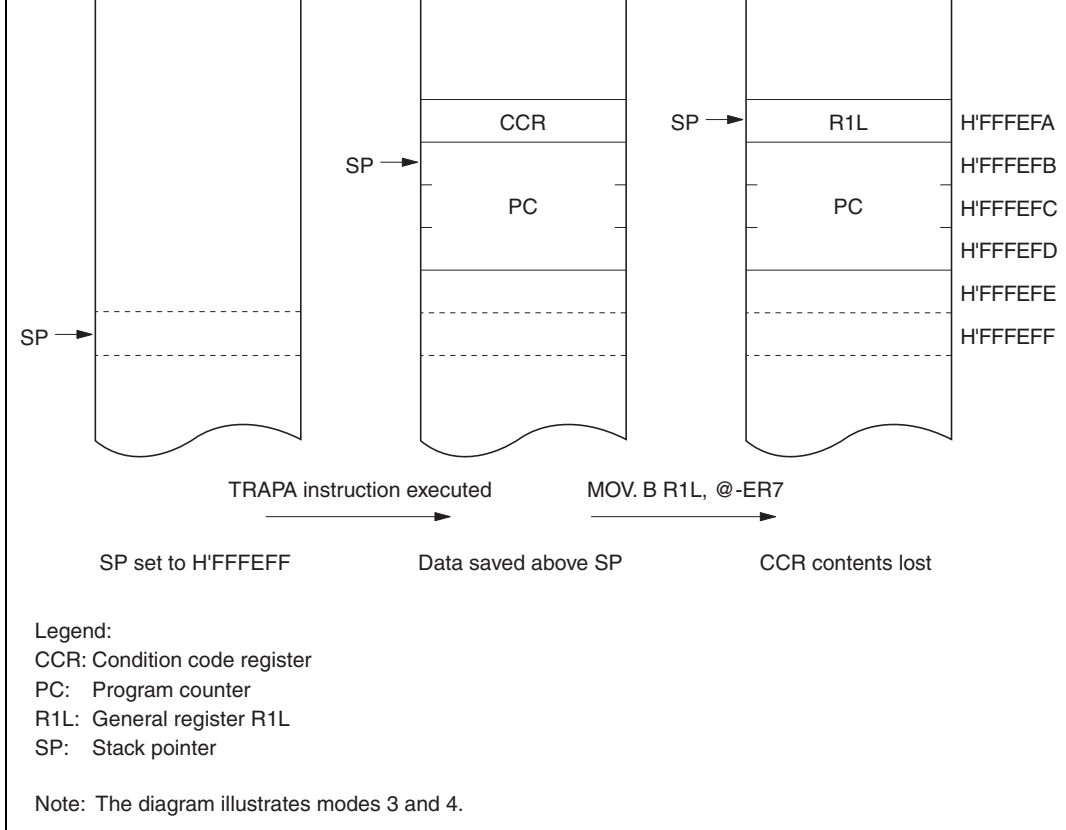 CCR
SP
R1L
H'FFFEFA
SP
H'FFFEFB
PC
PC
H'FFFEFC
H'FFFEFD
H'FFFEFE
SP
H'FFFEFF
TRAPA instruction executed
MOV. B R1L, @-ER7
SP set to H'FFFEFF
Data saved above SP
CCR contents lost
Legend:
CCR: Condition code register
PC: Program counter
R1L: General register R1L
SP: Stack pointer
Note: The diagram illustrates modes 3 and 4.